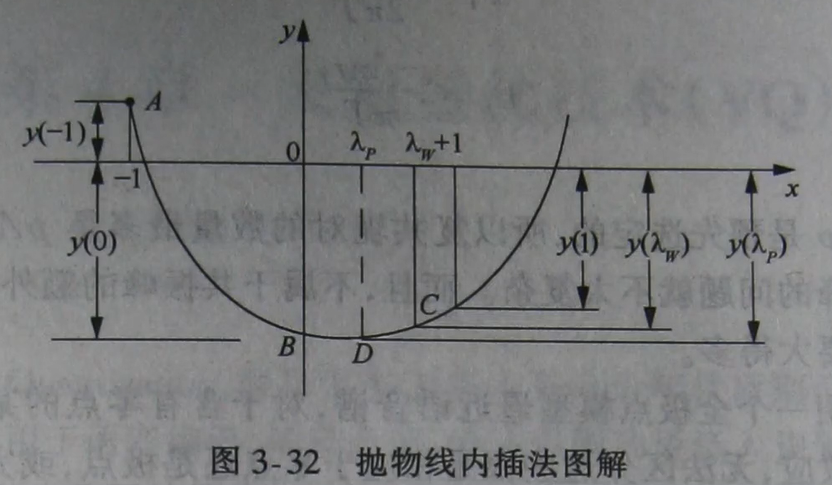 y
A
y(-1)
0
λ_P
λ_W
+1
-1
x
y(0)
y(1)
y(λ_W)
y(λ_P)
C
B
D
图 3-32 抛物线内插法图解